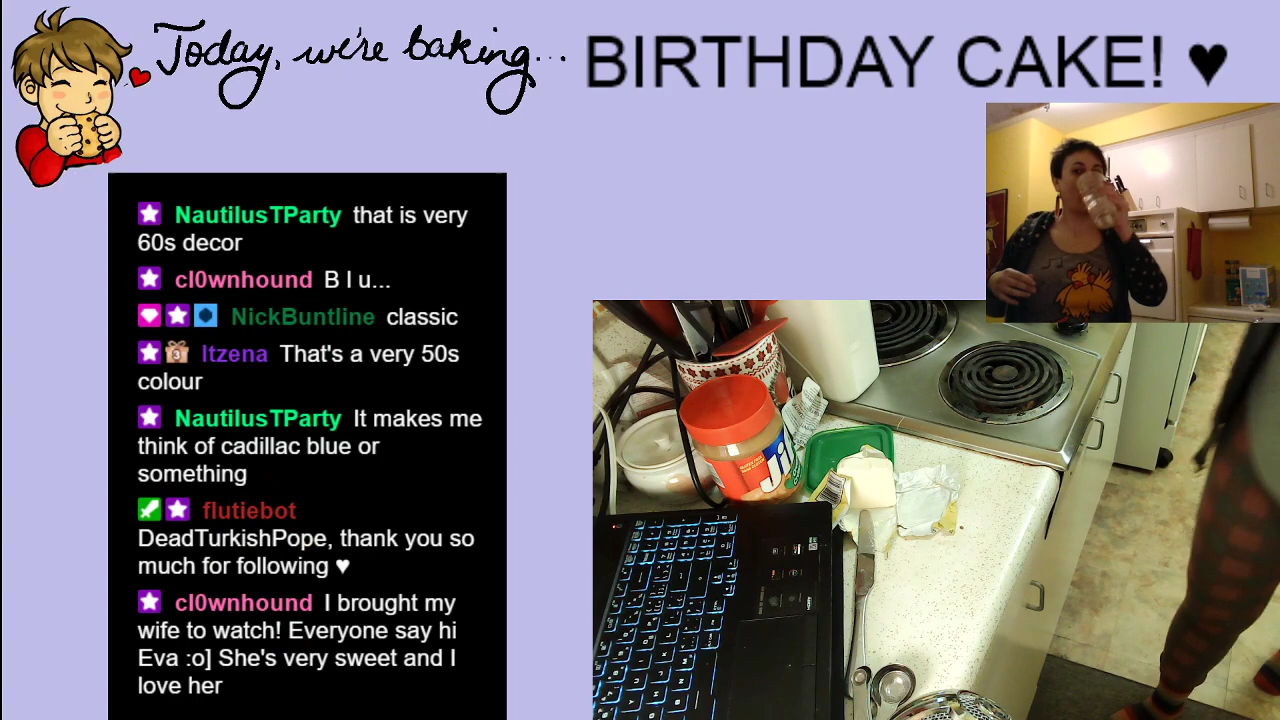 Today, we're baking... BIRTHDAY CAKE! ♥
NautilusTParty that is very
60s decor
cl0wnhound B l u...
NickBuntline classic
Itzena That's a very 50s
colour
NautilusTParty It makes me
think of cadillac blue or
something
flutiebot
DeadTurkishPope, thank you so
much for following ♥
cl0wnhound I brought my
wife to watch! Everyone say hi
Eva :o] She's very sweet and I
love her
3
Jif